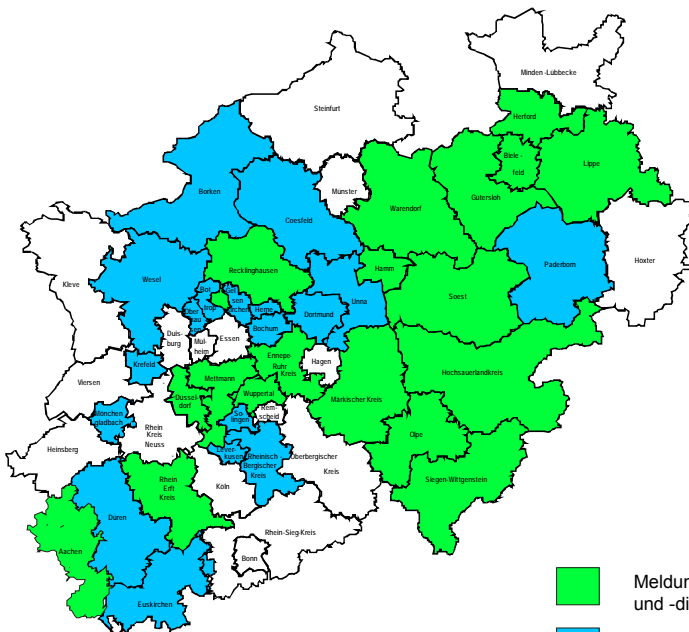 Minden -Lübbecke
Steinfurt
Herford
Biele -
feld
Lippe
Borken
Münster
Gütersloh
Coesfeld
Warendorf
Höxter
Paderborn
Recklinghausen
Hamm
Wesel
Kleve
Bot
trop
Gel
sen
kirchen
Unna
Soest
Ober
hau
sen
Herne
Dortmund
Bochum
Duis-
burg
Mül-
heim
Essen
Hagen
Ennepe-
Ruhr
Kreis
Krefeld
Mettmann
Hochsauerlandkreis
Viersen
Wuppertal
Märkischer Kreis
Düssel-
dorf
Rem-
scheid
So-
lingen
Mönchen
gladbach
Rhein
Kreis
Neuss
Olpe
Heinsberg
Lever-
kusen
Rheinisch
Bergischer
Kreis
Oberbergischer
Kreis
Rhein
Erft
Kreis
Köln
Siegen-Wittgenstein
Düren
Rhein-Sieg-Kreis
Aachen
Bonn
Euskirchen
Meldun
und -di